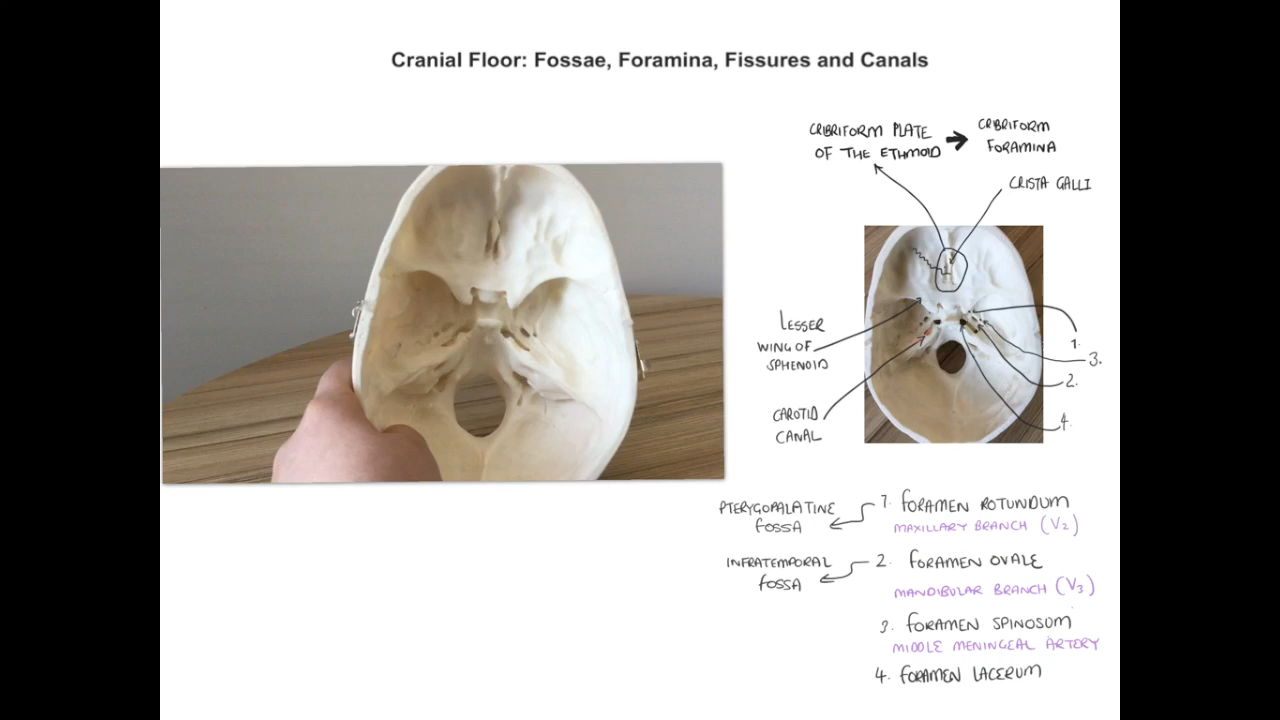 Cranial Floor: Fossae, Foramina, Fissures and Canals
CRIBRIFORM PLATE
OF THE ETHMOID
CRIBRIFORM
FORAMINA
CRISTA GALLI
LESSER
WING OF
SPHENOID
CAROTID
CANAL
1.
3.
2.
4.
PTERYGOPALATINE
FOSSA
1. FORAMEN ROTUNDUM
MAXILLARY BRANCH (V2)
INFRATEMPORAL
FOSSA
2. FORAMEN OVALE
MANDIBULAR BRANCH (V3)
3. FORAMEN SPINOSUM
MIDDLE MENINGEAL ARTERY
4. FORAMEN LACERUM